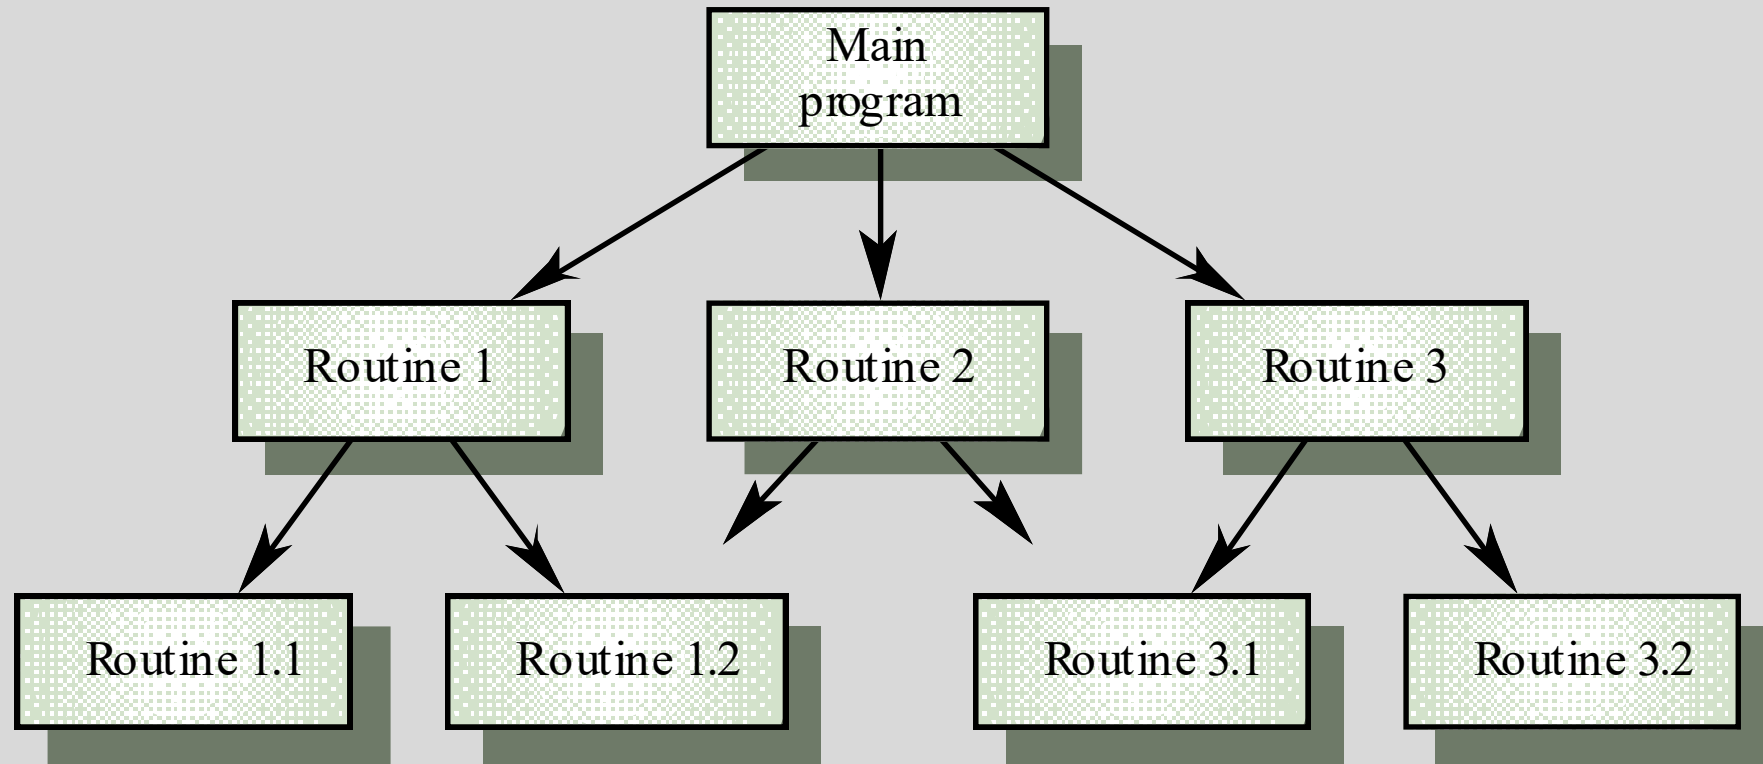 Main
program
Routine 1
Routine 2
Routine 3
Routine 1.1
Routine 1.2
Routine 3.1
Routine 3.2